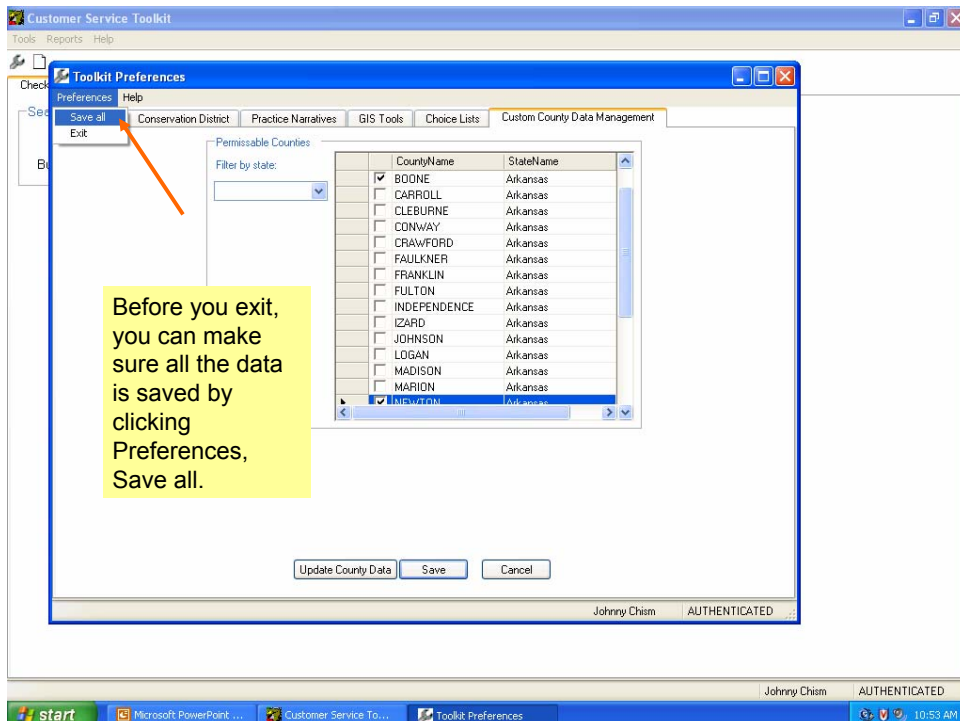 Customer Service Toolkit
Tools Reports Help
Toolkit Preferences
Check
Preferences Help
Save all
Exit
Conservation District
Practice Narratives
GIS Tools
Choice Lists
Custom County Data Management
Permissable Counties
Filter by state:
CountyName StateName
BOONE Arkansas
CARROLL Arkansas
CLEBURNE Arkansas
CONWAY Arkansas
CRAWFORD Arkansas
FAULKNER Arkansas
FRANKLIN Arkansas
FULTON Arkansas
INDEPENDENCE Arkansas
IZARD Arkansas
JOHNSON Arkansas
LOGAN Arkansas
MADISON Arkansas
MARION Arkansas
NEWTON Arkansas
Before you exit,
you can make
sure all the data
is saved by
clicking
Preferences,
Save all.
Update County Data Save Cancel
Johnny Chism AUTHENTICATED
Johnny Chism AUTHENTICATED
start Microsoft PowerPoint ... Customer Service To... Toolkit Preferences 10:53 AM